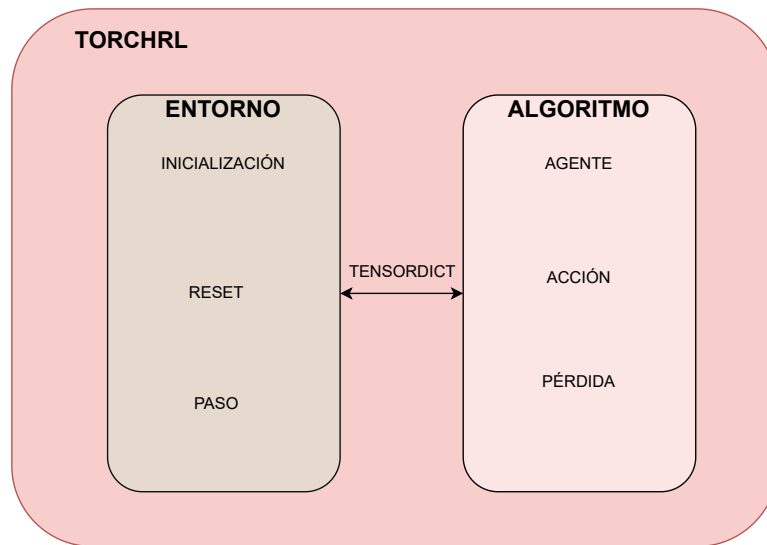 TORCHRL
ENTORNO
INICIALIZACIÓN
RESET
PASO
TENSORDICT
ALGORITMO
AGENTE
ACCIÓN
PÉRDIDA